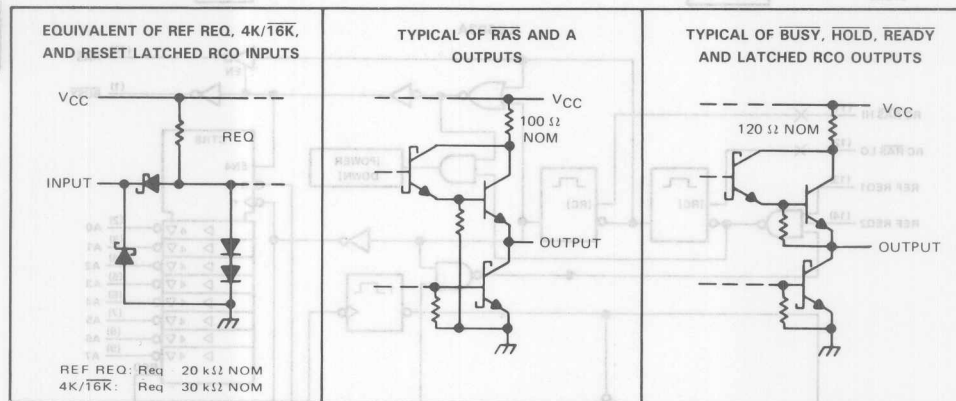 EQUIVALENT OF REF REQ, 4K/16K,
AND RESET LATCHED RCO INPUTS
VCC
REQ
INPUT
REF REQ: Req 20 kΩ NOM
4K/16K: Req 30 kΩ NOM
TYPICAL OF RAS AND A
OUTPUTS
VCC
100 Ω
NOM
OUTPUT
TYPICAL OF BUSY, HOLD, READY
AND LATCHED RCO OUTPUTS
VCC
120 Ω NOM
OUTPUT